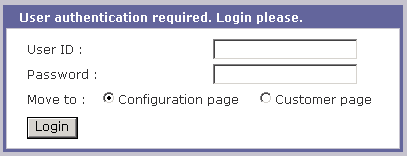 User authentication required. Login please.
User ID :
Password :
Move to : Configuration page Customer page
Login